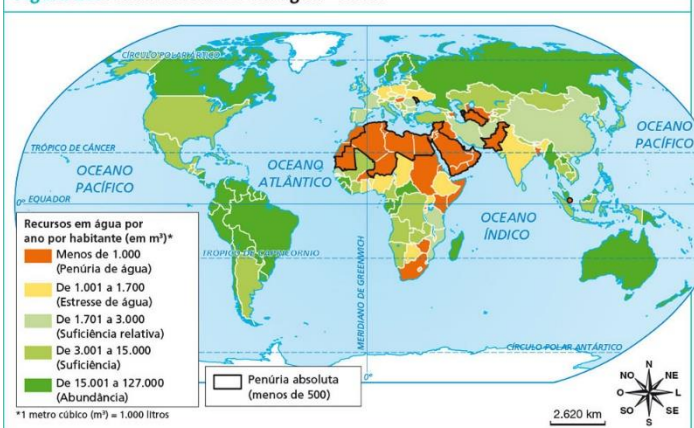 CÍRCULO POLAR ÁRTICO
TRÓPICO DE CÂNCER
OCEANO
PACÍFICO
OCEANO
ATLÂNTICO
OCEANO
PACÍFICO
0° EQUADOR
OCEANO
ÍNDICO
MERIDIANO DE GREENWICH
CÍRCULO POLAR ANTÁRTICO
0°
Recursos em água por
ano por habitante (em m³)*
Menos de 1.000
(Penúria de água)
De 1.001 a 1.700
(Estresse de água)
De 1.701 a 3.000
(Suficiência relativa)
De 3.001 a 15.000
(Suficiência)
De 15.001 a 127.000
(Abundância)
Penúria absoluta
(menos de 500)
*1 metro cúbico (m³) = 1.000 litros
N
NO NE
O L
SO SE
S
2.620 km